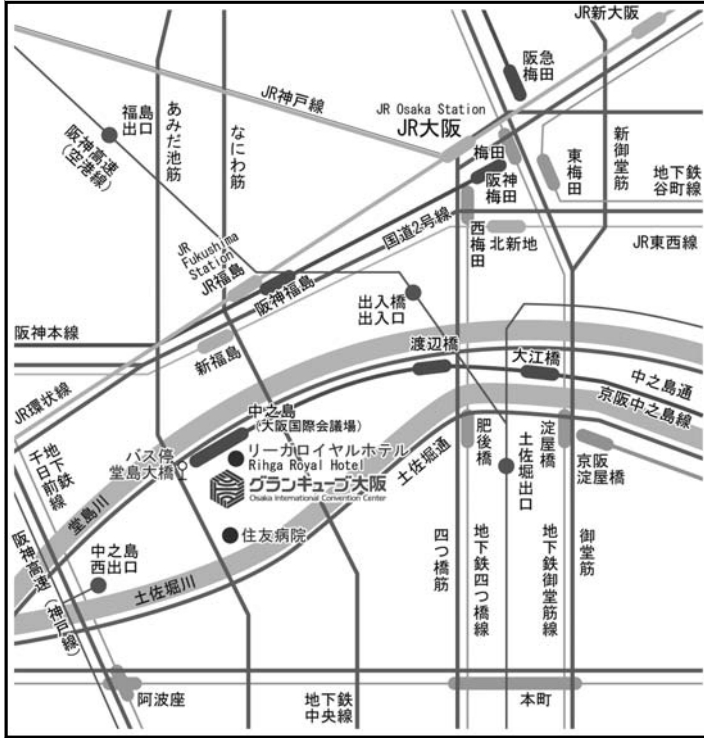 JR新大阪
阪急
梅田
JR神戸線
JR Osaka Station
JR大阪
福島
出口
あみだ池筋
なにわ筋
阪神高速
(空港線)
梅田
阪神
梅田
東梅田
新御堂筋
地下鉄
谷町線
国道2号線
西梅田
北新地
JR東西線
JR
Fukushima
Station
JR福島
阪神福島
出入橋
出入口
阪神本線
新福島
渡辺橋
大江橋
中之島通
京阪中之島線
JR環状線
中之島
(大阪国際会議場)
バス停
堂島大橋
リーガロイヤルホテル
Rihga Royal Hotel
グランキューブ大阪
Osaka International Convention Center
土佐堀通
肥後橋
土佐堀出口
淀屋橋
京阪
淀屋橋
地下鉄
千日前線
堂島川
住友病院
阪神高速(神戸線)
中之島
西出口
土佐堀川
四つ橋筋
地下鉄四つ橋線
地下鉄御堂筋線
御堂筋
阿波座
地下鉄
中央線
本町